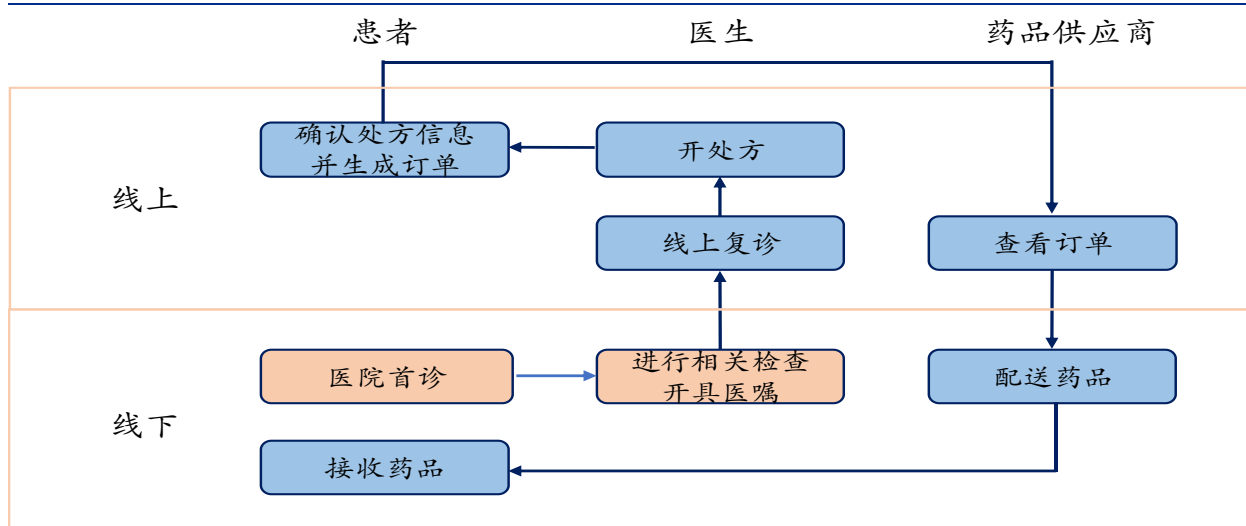 患者
医生
药品供应商
确认处方信息
并生成订单
开处方
线上
线上复诊
查看订单
医院首诊
进行相关检查
开具医嘱
配送药品
线下
接收药品